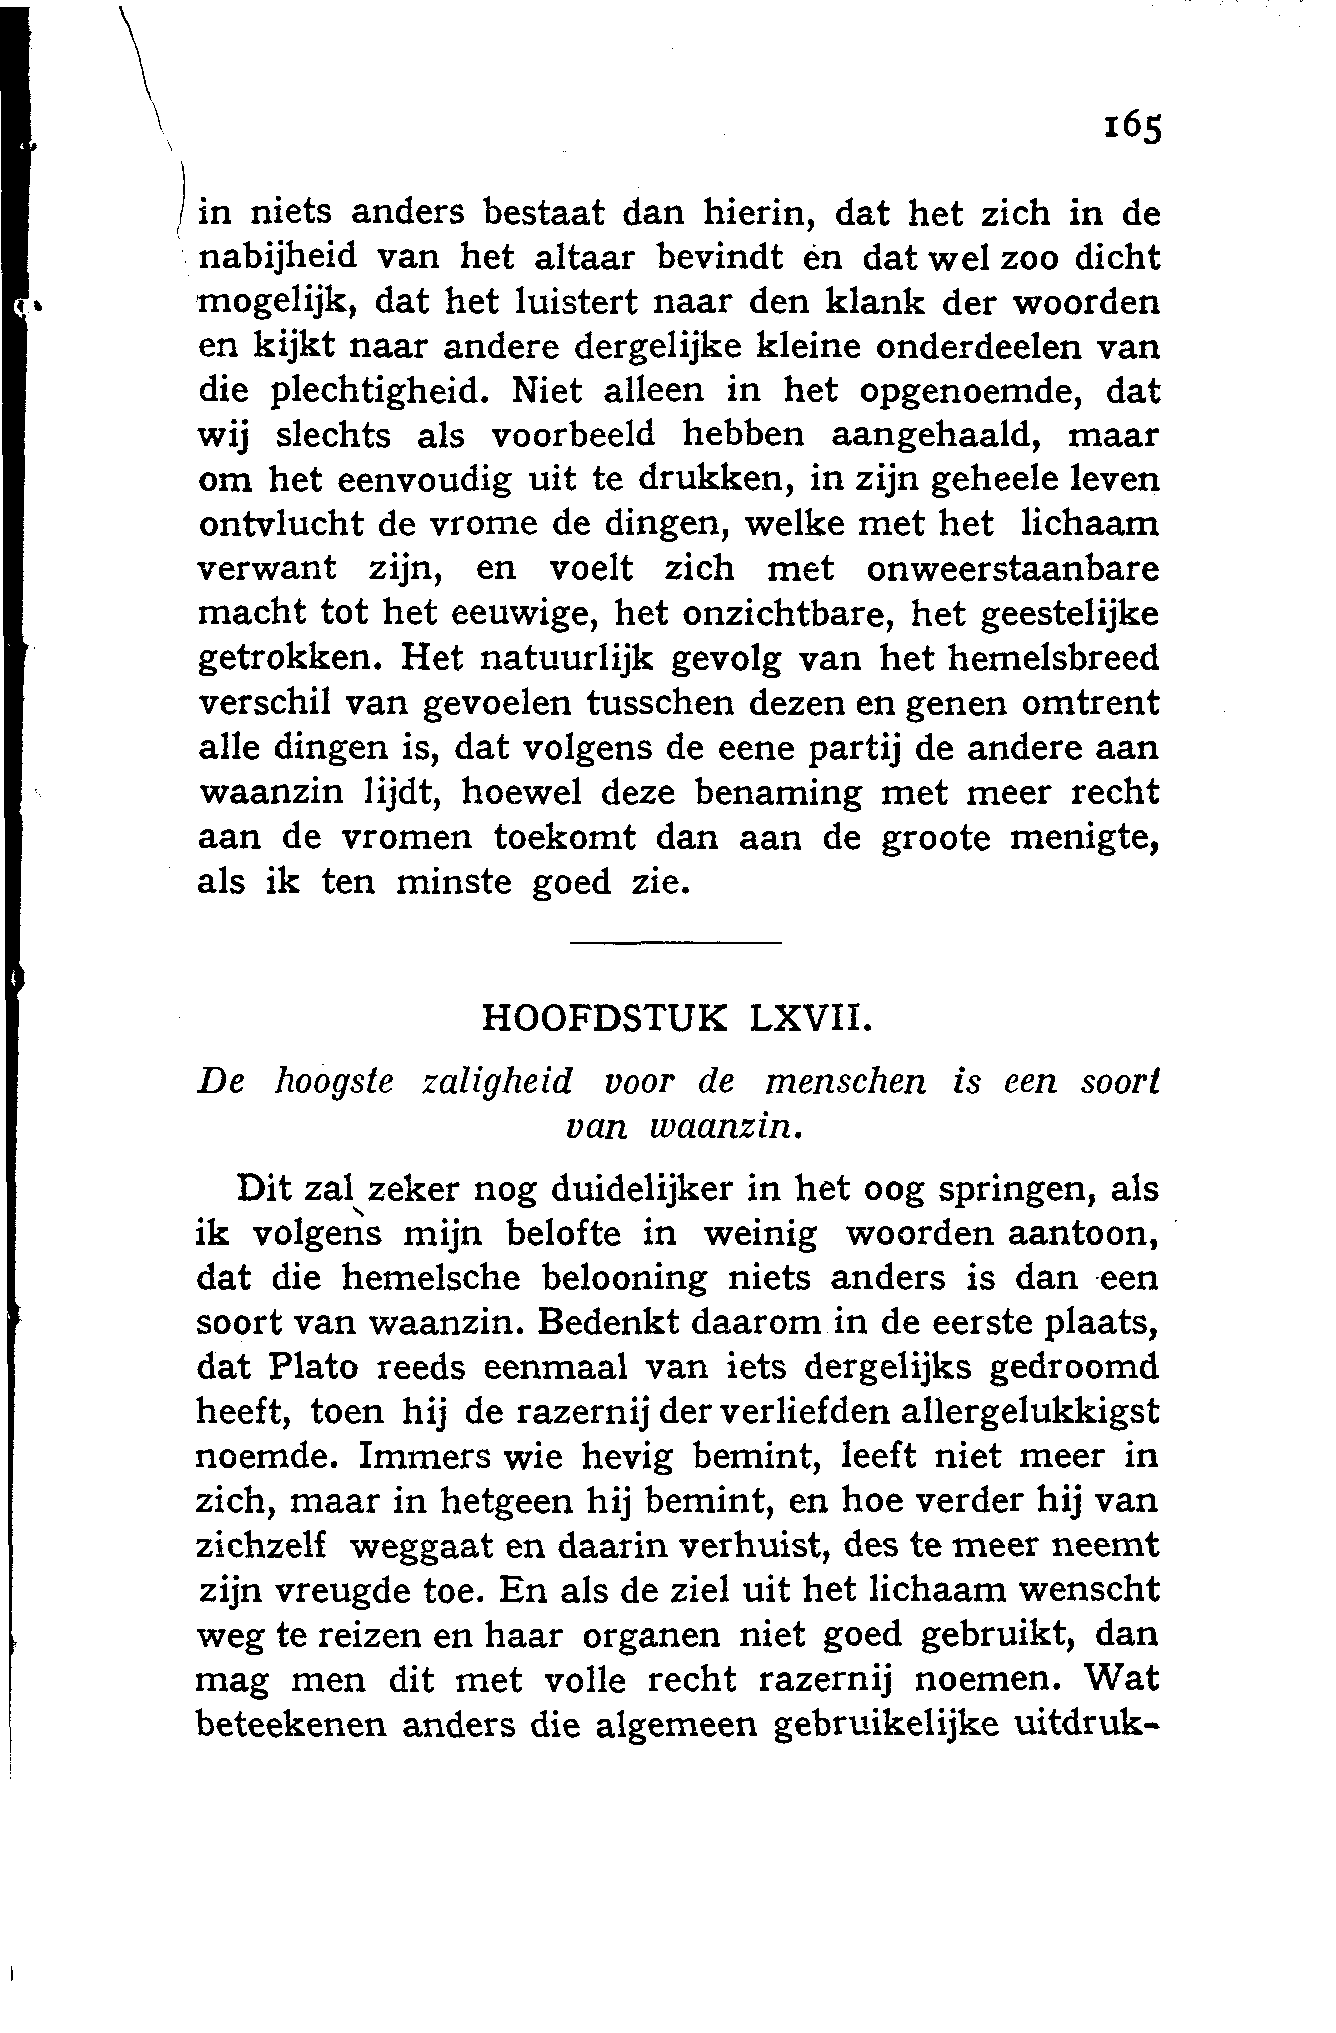 165
in niets anders bestaat dan hierin, dat het zich in de
nabijheid van het altaar bevindt en dat wel zoo dicht
mogelijk, dat het luistert naar den klank der woorden
en kijkt naar andere dergelijke kleine onderdeelen van
die plechtigheid. Niet alleen in het opgenoemde, dat
wij slechts als voorbeeld hebben aangehaald, maar
om het eenvoudig uit te drukken, in zijn geheele leven
ontvlucht de vrome de dingen, welke met het lichaam
verwant zijn, en voelt zich met onweerstaanbare
macht tot het eeuwige, het onzichtbare, het geestelijke
getrokken. Het natuurlijk gevolg van het hemelsbreed
verschil van gevoelen tusschen dezen en genen omtrent
alle dingen is, dat volgens de eene partij de andere aan
waanzin lijdt, hoewel deze benaming met meer recht
aan de vromen toekomt dan aan de groote menigte,
als ik ten minste goed zie.
HOOFDSTUK LXVII.
De hoogste zaligheid voor de menschen is een soort
van waanzin.
Dit zal zeker nog duidelijker in het oog springen, als
ik volgens mijn belofte in weinig woorden aantoon,
dat die hemelsche belooning niets anders is dan een
soort van waanzin. Bedenkt daarom in de eerste plaats,
dat Plato reeds eenmaal van iets dergelijks gedroomd
heeft, toen hij de razernij der verliefden allergelukkigst
noemde. Immers wie hevig bemint, leeft niet meer in
zich, maar in hetgeen hij bemint, en hoe verder hij van
zichzelf weggaat en daarin verhuist, des te meer neemt
zijn vreugde toe. En als de ziel uit het lichaam wenscht
weg te reizen en haar organen niet goed gebruikt, dan
mag men dit met volle recht razernij noemen. Wat
beteekenen anders die algemeen gebruikelijke uitdruk-